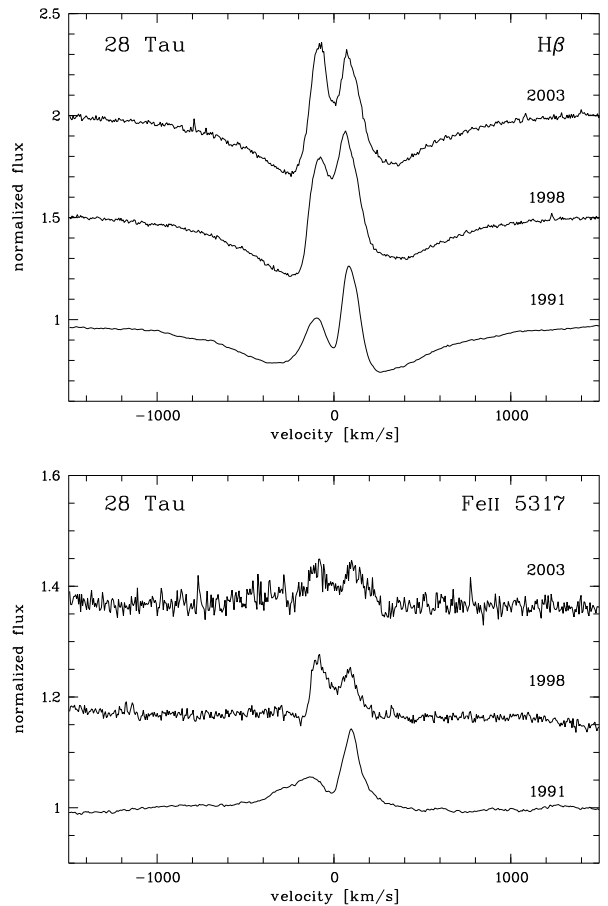 2.5
28 Tau Hβ
2003
2
1998
1.5
1991
1
normalized flux
−1000 0 1000
velocity [km/s]
1.6
28 Tau FeII 5317
2003
1.4
1998
1.2
1991
1
normalized flux
−1000 0 1000
velocity [km/s]